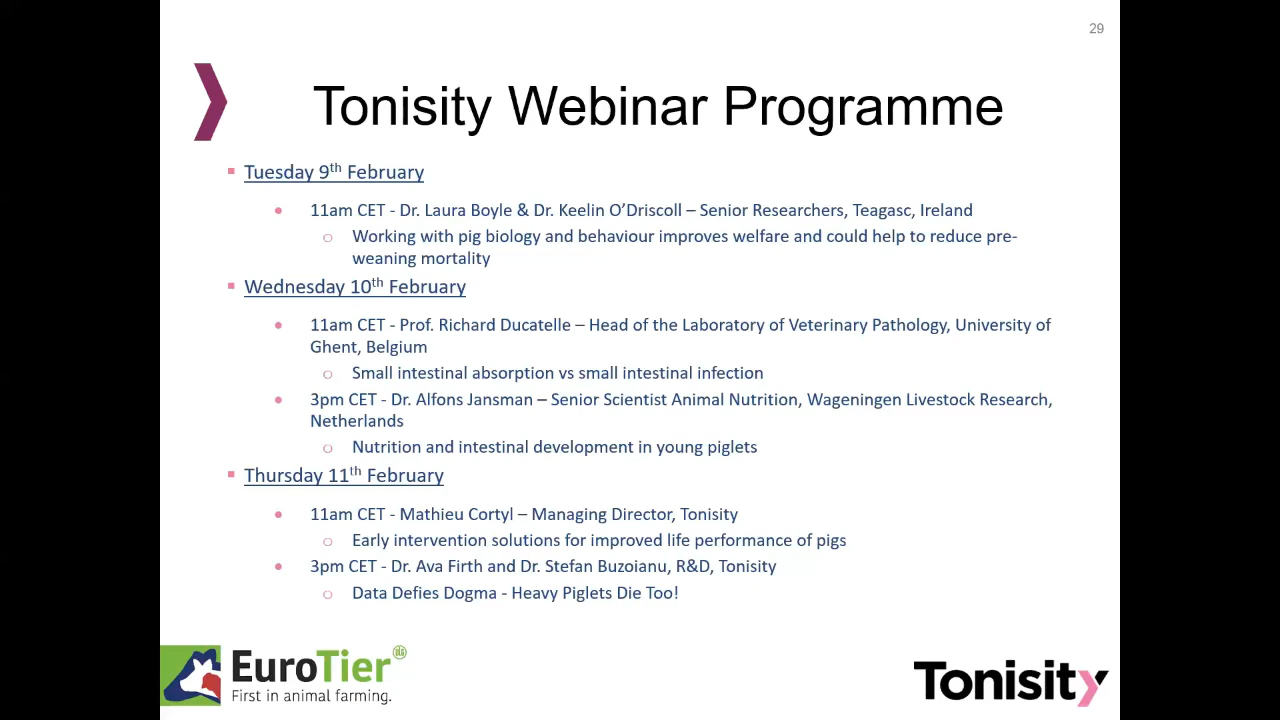 29
Tonisity Webinar Programme
Tuesday 9th February
11am CET - Dr. Laura Boyle & Dr. Keelin O’Driscoll – Senior Researchers, Teagasc, Ireland
Working with pig biology and behaviour improves welfare and could help to reduce pre-
weaning mortality
Wednesday 10th February
11am CET - Prof. Richard Ducatelle – Head of the Laboratory of Veterinary Pathology, University of
Ghent, Belgium
Small intestinal absorption vs small intestinal infection
3pm CET - Dr. Alfons Jansman – Senior Scientist Animal Nutrition, Wageningen Livestock Research,
Netherlands
Nutrition and intestinal development in young piglets
Thursday 11th February
11am CET - Mathieu Cortyl – Managing Director, Tonisity
Early intervention solutions for improved life performance of pigs
3pm CET - Dr. Ava Firth and Dr. Stefan Buzoianu, R&D, Tonisity
Data Defies Dogma - Heavy Piglets Die Too!
EuroTier DLG
First in animal farming.
Tonisity